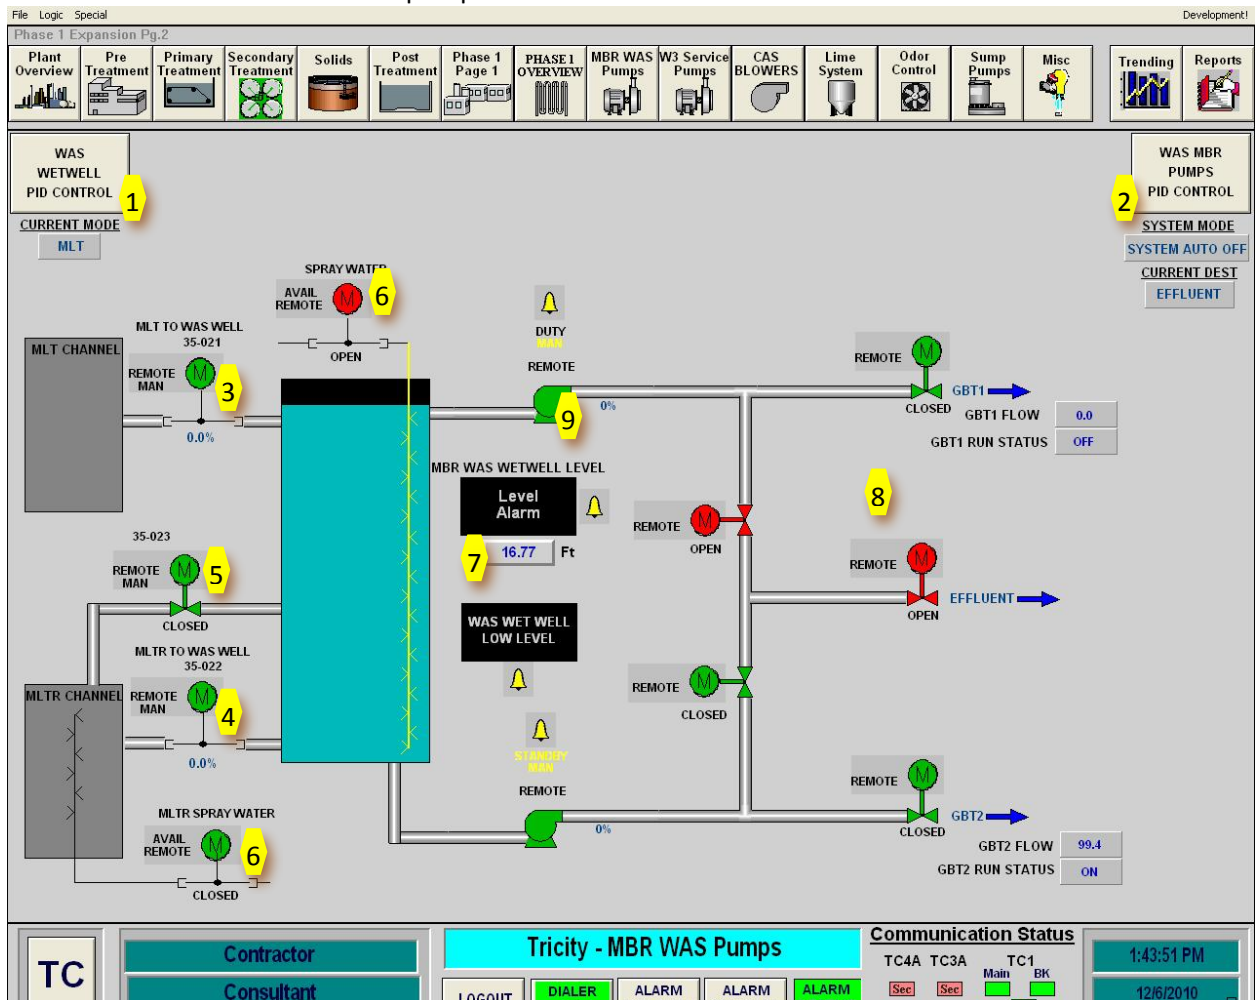 File Logic Special Development!
Phase 1 Expansion Pg.2
Plant Overview
Pre Treatment
Primary Treatment
Secondary Treatment
Solids
Post Treatment
Phase 1 Page 1
PHASE 1 OVERVIEW
MBR WAS Pumps
W3 Service Pumps
CAS BLOWERS
Lime System
Odor Control
Sump Pumps
Misc
Trending
Reports
WAS
WETWELL
PID CONTROL
1
CURRENT MODE
MLT
WAS MBR
PUMPS
PID CONTROL
2
SYSTEM MODE
SYSTEM AUTO OFF
CURRENT DEST
EFFLUENT
SPRAY WATER
AVAIL
REMOTE
M
6
OPEN
MLT TO WAS WELL
35-021
MLT CHANNEL
REMOTE
MAN
M
3
0.0%
DUTY
MAN
REMOTE
9
0%
REMOTE
M
CLOSED
GBT1
GBT1 FLOW 0.0
GBT1 RUN STATUS OFF
MBR WAS WETWELL LEVEL
Level
Alarm
7
16.77 Ft
REMOTE
M
OPEN
8
35-023
REMOTE
MAN
M
5
CLOSED
REMOTE
M
OPEN
EFFLUENT
WAS WET WELL
LOW LEVEL
MLTR TO WAS WELL
35-022
MLTR CHANNEL
REMOTE
MAN
M
4
0.0%
REMOTE
M
CLOSED
STANDBY
MAN
REMOTE
0%
REMOTE
M
CLOSED
GBT2
GBT2 FLOW 99.4
GBT2 RUN STATUS ON
MLTR SPRAY WATER
AVAIL
REMOTE
M
6
CLOSED
TC
Contractor
Consultant
Tricity - MBR WAS Pumps
LOGOUT
DIALER
ALARM
ALARM
ALARM
Communication Status
TC4A TC3A TC1
Main BK
Sec Sec
1:43:51 PM
12/6/2010